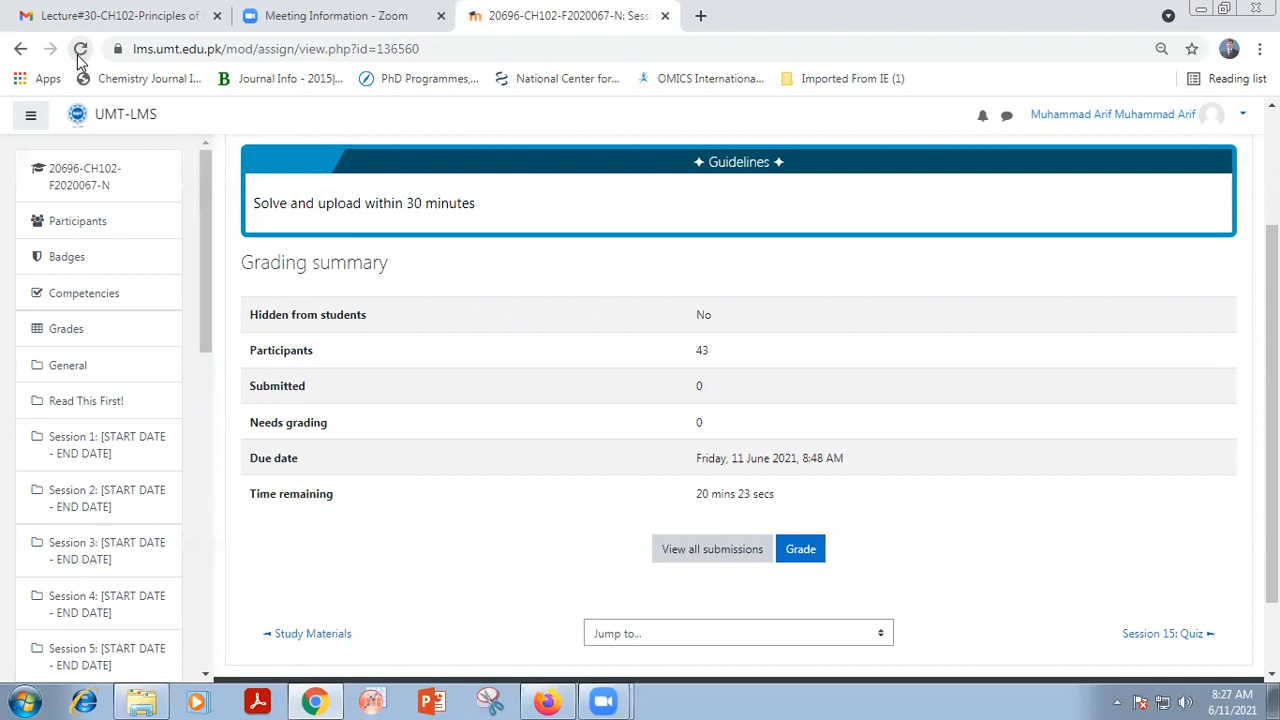 Lecture#30-CH102-Principles of
Meeting Information - Zoom
20696-CH102-F2020067-N: Sess
lms.umt.edu.pk/mod/assign/view.php?id=136560
Apps
Chemistry Journal I...
Journal Info - 2015|...
PhD Programmes,...
National Center for...
OMICS Internationa...
Imported From IE (1)
Reading list
UMT-LMS
Muhammad Arif Muhammad Arif
20696-CH102-
F2020067-N
Participants
Badges
Competencies
Grades
General
Read This First!
Session 1: [START DATE
- END DATE]
Session 2: [START DATE
- END DATE]
Session 3: [START DATE
- END DATE]
Session 4: [START DATE
- END DATE]
Session 5: [START DATE
- END DATE]
✦ Guidelines ✦
Solve and upload within 30 minutes
Grading summary
Hidden from students No
Participants 43
Submitted 0
Needs grading 0
Due date Friday, 11 June 2021, 8:48 AM
Time remaining 20 mins 23 secs
View all submissions
Grade
◄ Study Materials
Jump to...
Session 15: Quiz ►
8:27 AM
6/11/2021